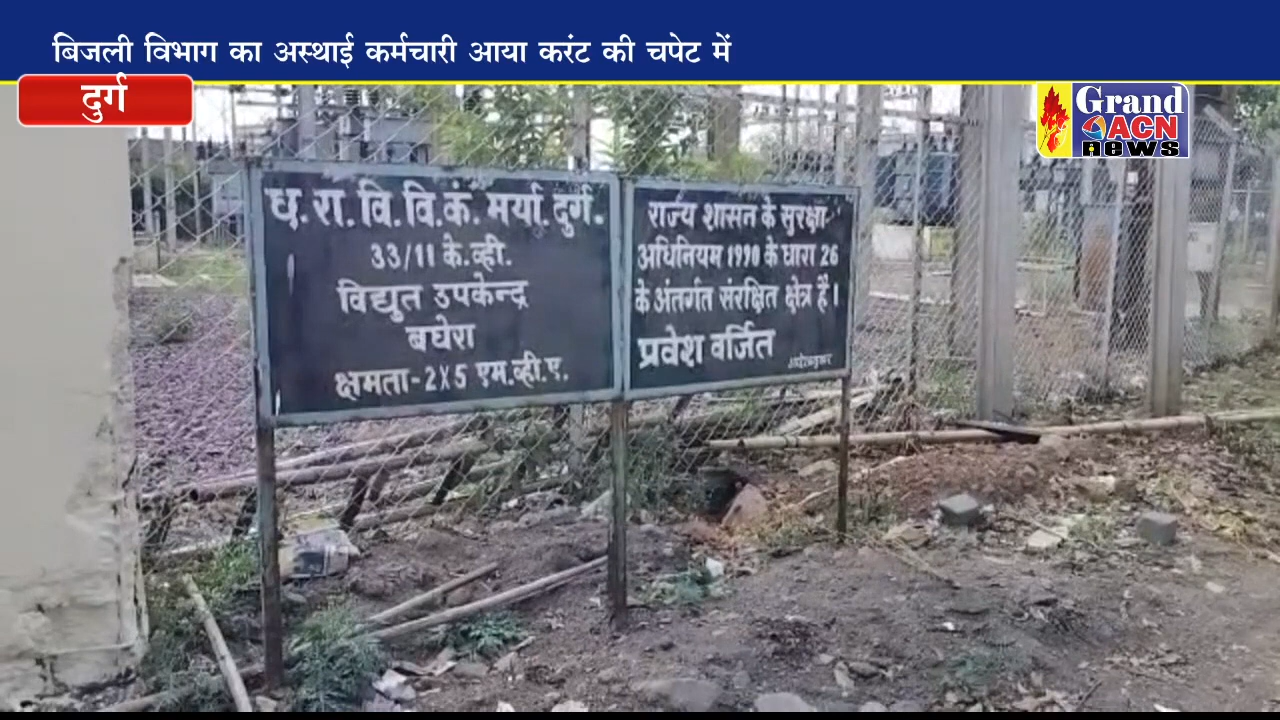 बिजली विभाग का अस्थाई कर्मचारी आया करंट की चपेट में
दुर्ग
Grand
ACN
news
छ.रा.वि.वि.कं. मर्या. दुर्ग.
33/11 के.व्ही.
विद्युत उपकेन्द्र
बघेरा
क्षमता-2X5 एम.व्ही.ए.
राज्य शासन के सुरक्षा
अधिनियम 1990 के धारा 26
के अंतर्गत संरक्षित क्षेत्र है।
प्रवेश वर्जित
आदेशानुसार